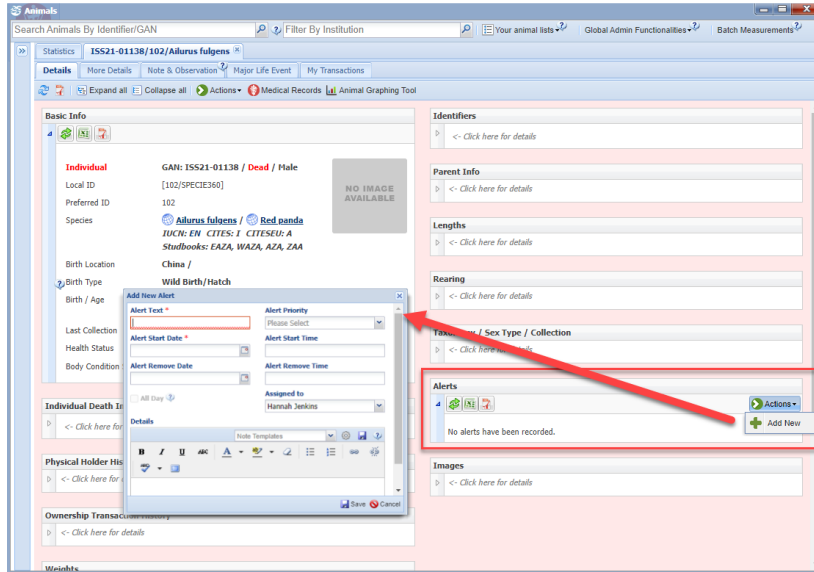 Animals
Search Animals By Identifier/GAN
Filter By Institution
Your animal lists
Global Admin Functionalities
Batch Measurements
Statistics
ISS21-01138/102/Ailurus fulgens
Details
More Details
Note & Observation
Major Life Event
My Transactions
Expand all
Collapse all
Actions
Medical Records
Animal Graphing Tool
Basic Info
Individual GAN: ISS21-01138 / Dead / Male
Local ID [102/SPECIE360]
Preferred ID 102
Species Ailurus fulgens / Red panda
IUCN: EN CITES: I CITESEU: A
Studbooks: EAZA, WAZA, AZA, ZAA
NO IMAGE
AVAILABLE
Birth Location China /
Birth Type Wild Birth/Hatch
Birth / Age
Last Collection
Health Status
Body Condition
Individual Death In
<- Click here for
Physical Holder His
<- Click here for
Ownership Transaction History
<- Click here for details
Weights
Add New Alert
Alert Text *
Alert Priority
Please Select
Alert Start Date *
Alert Start Time
Alert Remove Date
Alert Remove Time
All Day
Assigned to
Hannah Jenkins
Details
Note Templates
B I U ABC A
Save
Cancel
Identifiers
<- Click here for details
Parent Info
<- Click here for details
Lengths
<- Click here for details
Rearing
<- Click here for details
/ Sex Type / Collection
<- Click here for details
Alerts
Actions
Add New
No alerts have been recorded.
Images
<- Click here for details